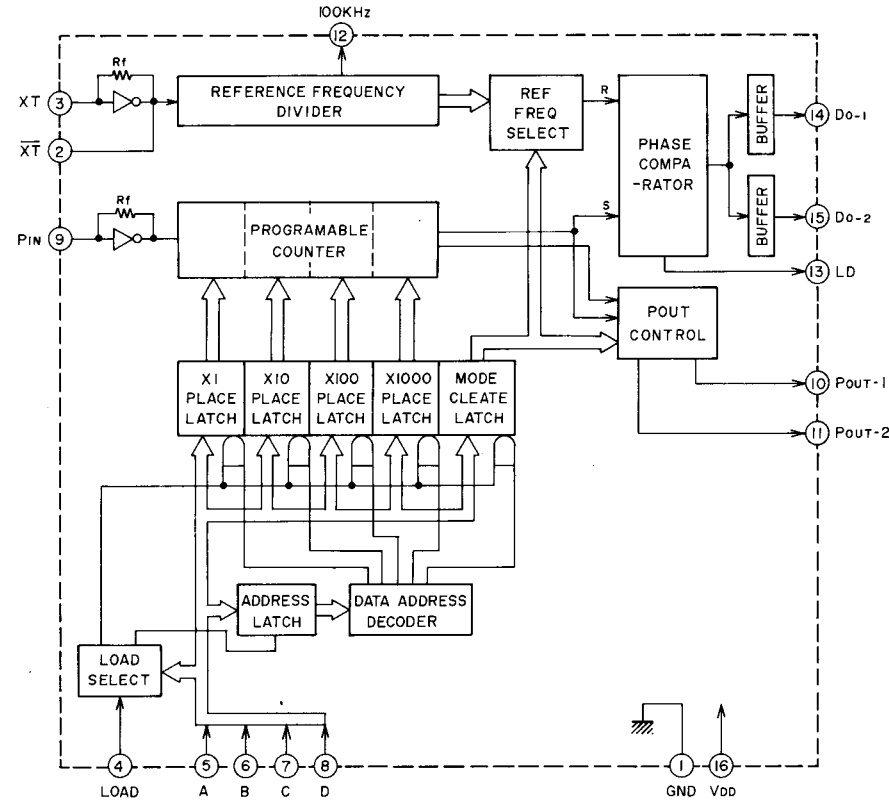 100KHz
12
Rf
XT
3
REFERENCE FREQUENCY
DIVIDER
REF
FREQ
SELECT
R
PHASE
COMPA
-RATOR
BUFFER
14
Do-1
XT
2
Rf
PIN
9
PROGRAMABLE
COUNTER
S
BUFFER
15
Do-2
13
LD
POUT
CONTROL
X1
PLACE
LATCH
X10
PLACE
LATCH
X100
PLACE
LATCH
X1000
PLACE
LATCH
MODE
CLEATE
LATCH
10
POUT-1
11
POUT-2
ADDRESS
LATCH
DATA ADDRESS
DECODER
LOAD
SELECT
4
5
6
7
8
1
16
LOAD
A
B
C
D
GND
VDD